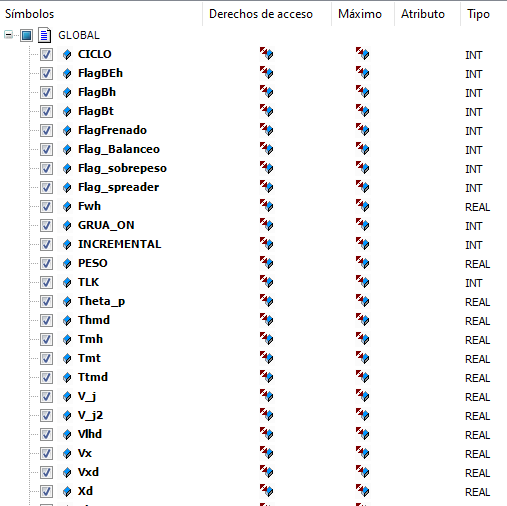 Símbolos Derechos de acceso Máximo Atributo Tipo
GLOBAL
CICLO INT
FlagBEh INT
FlagBh INT
FlagBt INT
FlagFrenado INT
Flag_Balanceo INT
Flag_sobrepeso INT
Flag_spreader INT
Fwh REAL
GRUA_ON INT
INCREMENTAL INT
PESO REAL
TLK INT
Theta_p REAL
Thmd REAL
Tmh REAL
Tmt REAL
Ttmd REAL
V_j REAL
V_j2 REAL
Vlhd REAL
Vx REAL
Vxd REAL
Xd REAL